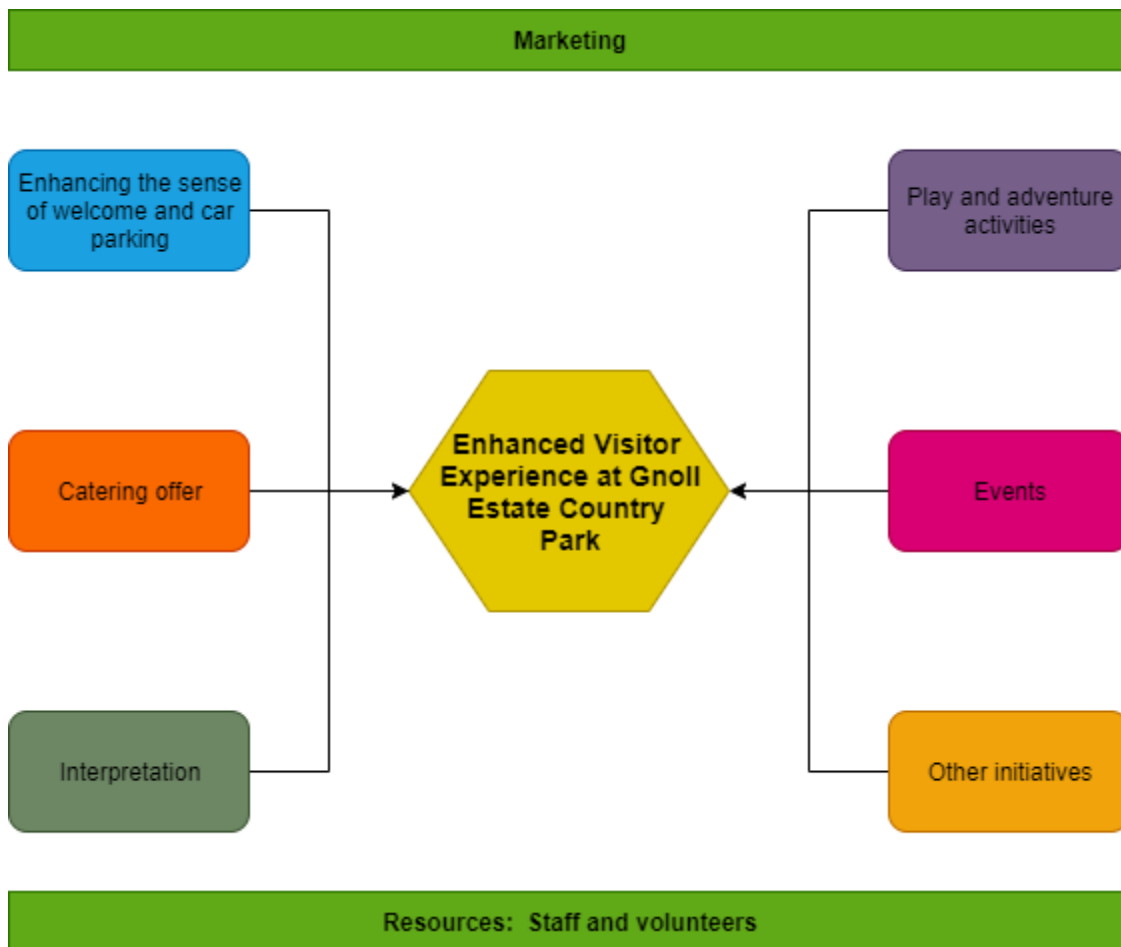 Marketing
Enhancing the sense
of welcome and car
parking
Play and adventure
activities
Enhanced Visitor
Experience at Gnoll
Estate Country
Park
Catering offer
Events
Interpretation
Other initiatives
Resources:  Staff and volunteers